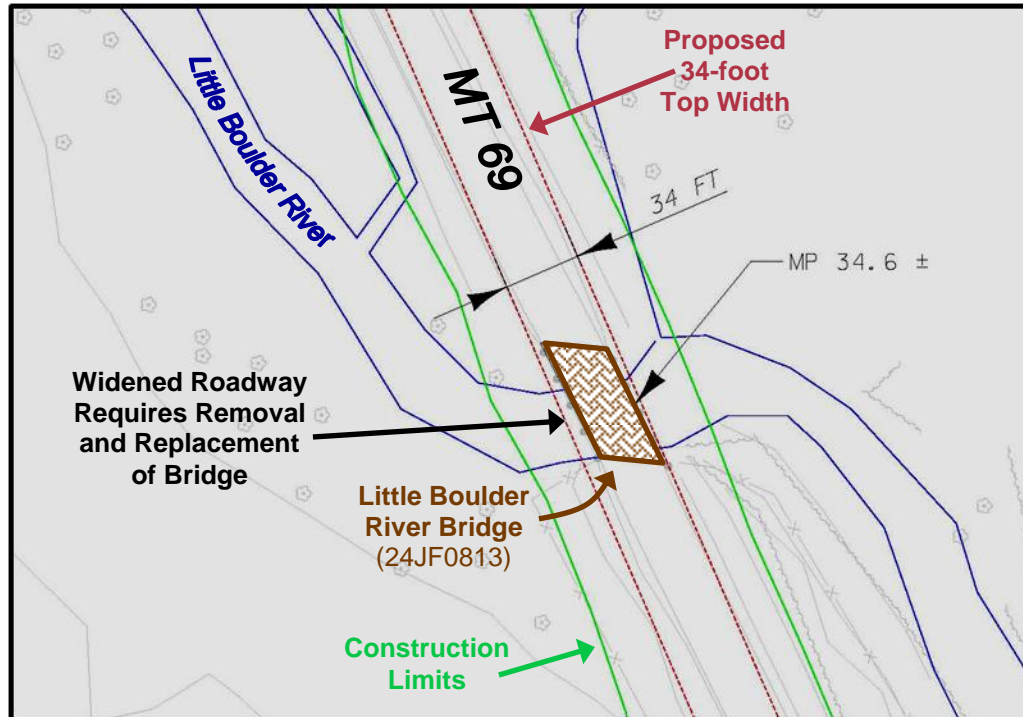 Proposed
34-foot
Top Width
Little Boulder River
MT 69
34 FT
MP 34.6 ±
Widened Roadway
Requires Removal
and Replacement
of Bridge
Little Boulder
River Bridge
(24JF0813)
Construction
Limits